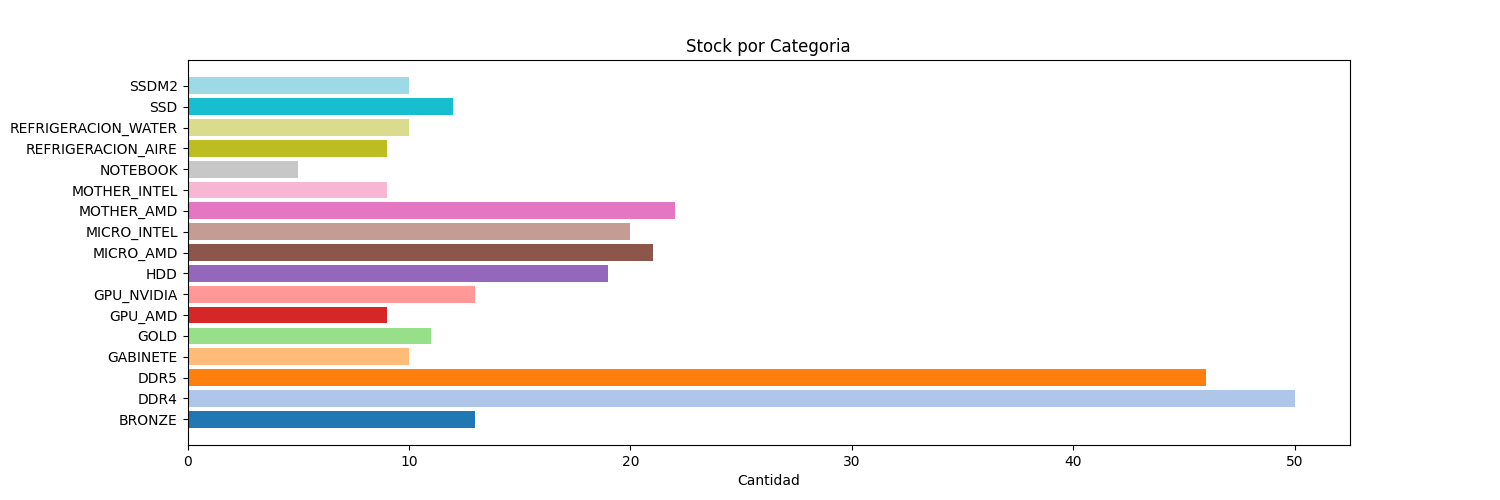 Stock por Categoria
SSDM2
SSD
REFRIGERACION_WATER
REFRIGERACION_AIRE
NOTEBOOK
MOTHER_INTEL
MOTHER_AMD
MICRO_INTEL
MICRO_AMD
HDD
GPU_NVIDIA
GPU_AMD
GOLD
GABINETE
DDR5
DDR4
BRONZE
0 10 20 30 40 50
Cantidad